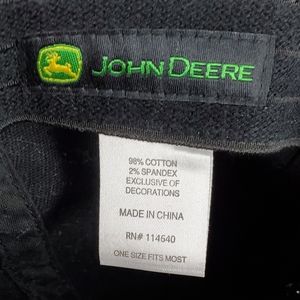 JOHN DEERE
98% COTTON
2% SPANDEX
EXCLUSIVE OF
DECORATIONS
MADE IN CHINA
RN# 114640
ONE SIZE FITS MOST